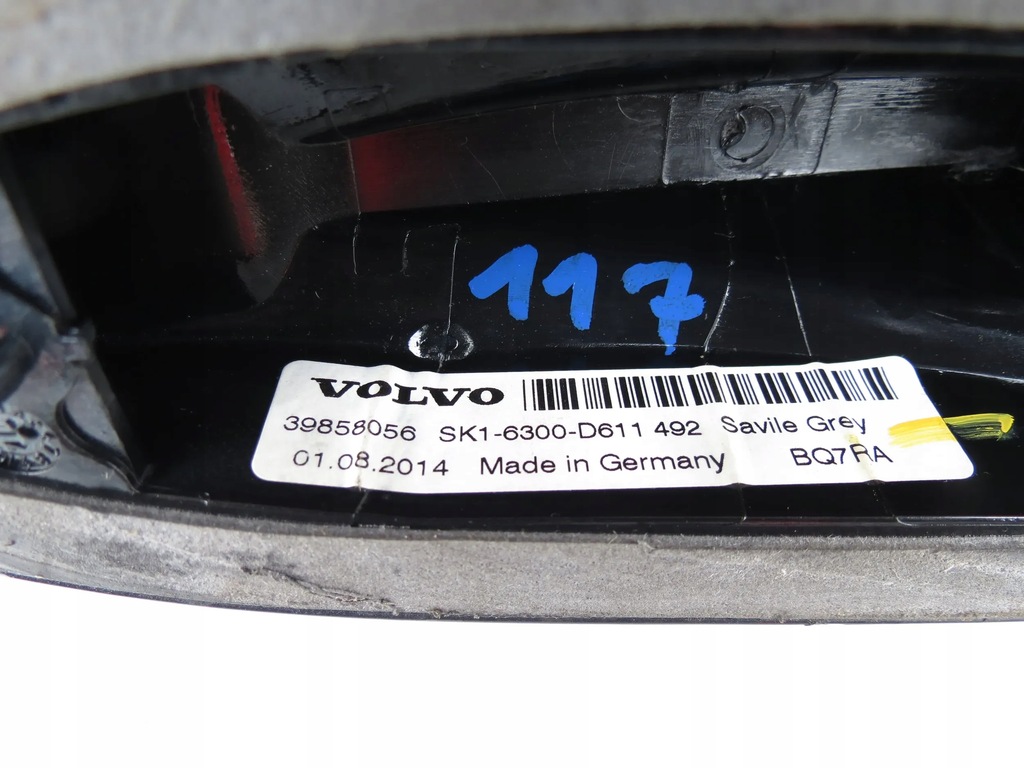 117
VOLVO
39858056 SK1-6300-D611 492 Savile Grey
01.08.2014 Made in Germany BQ7RA